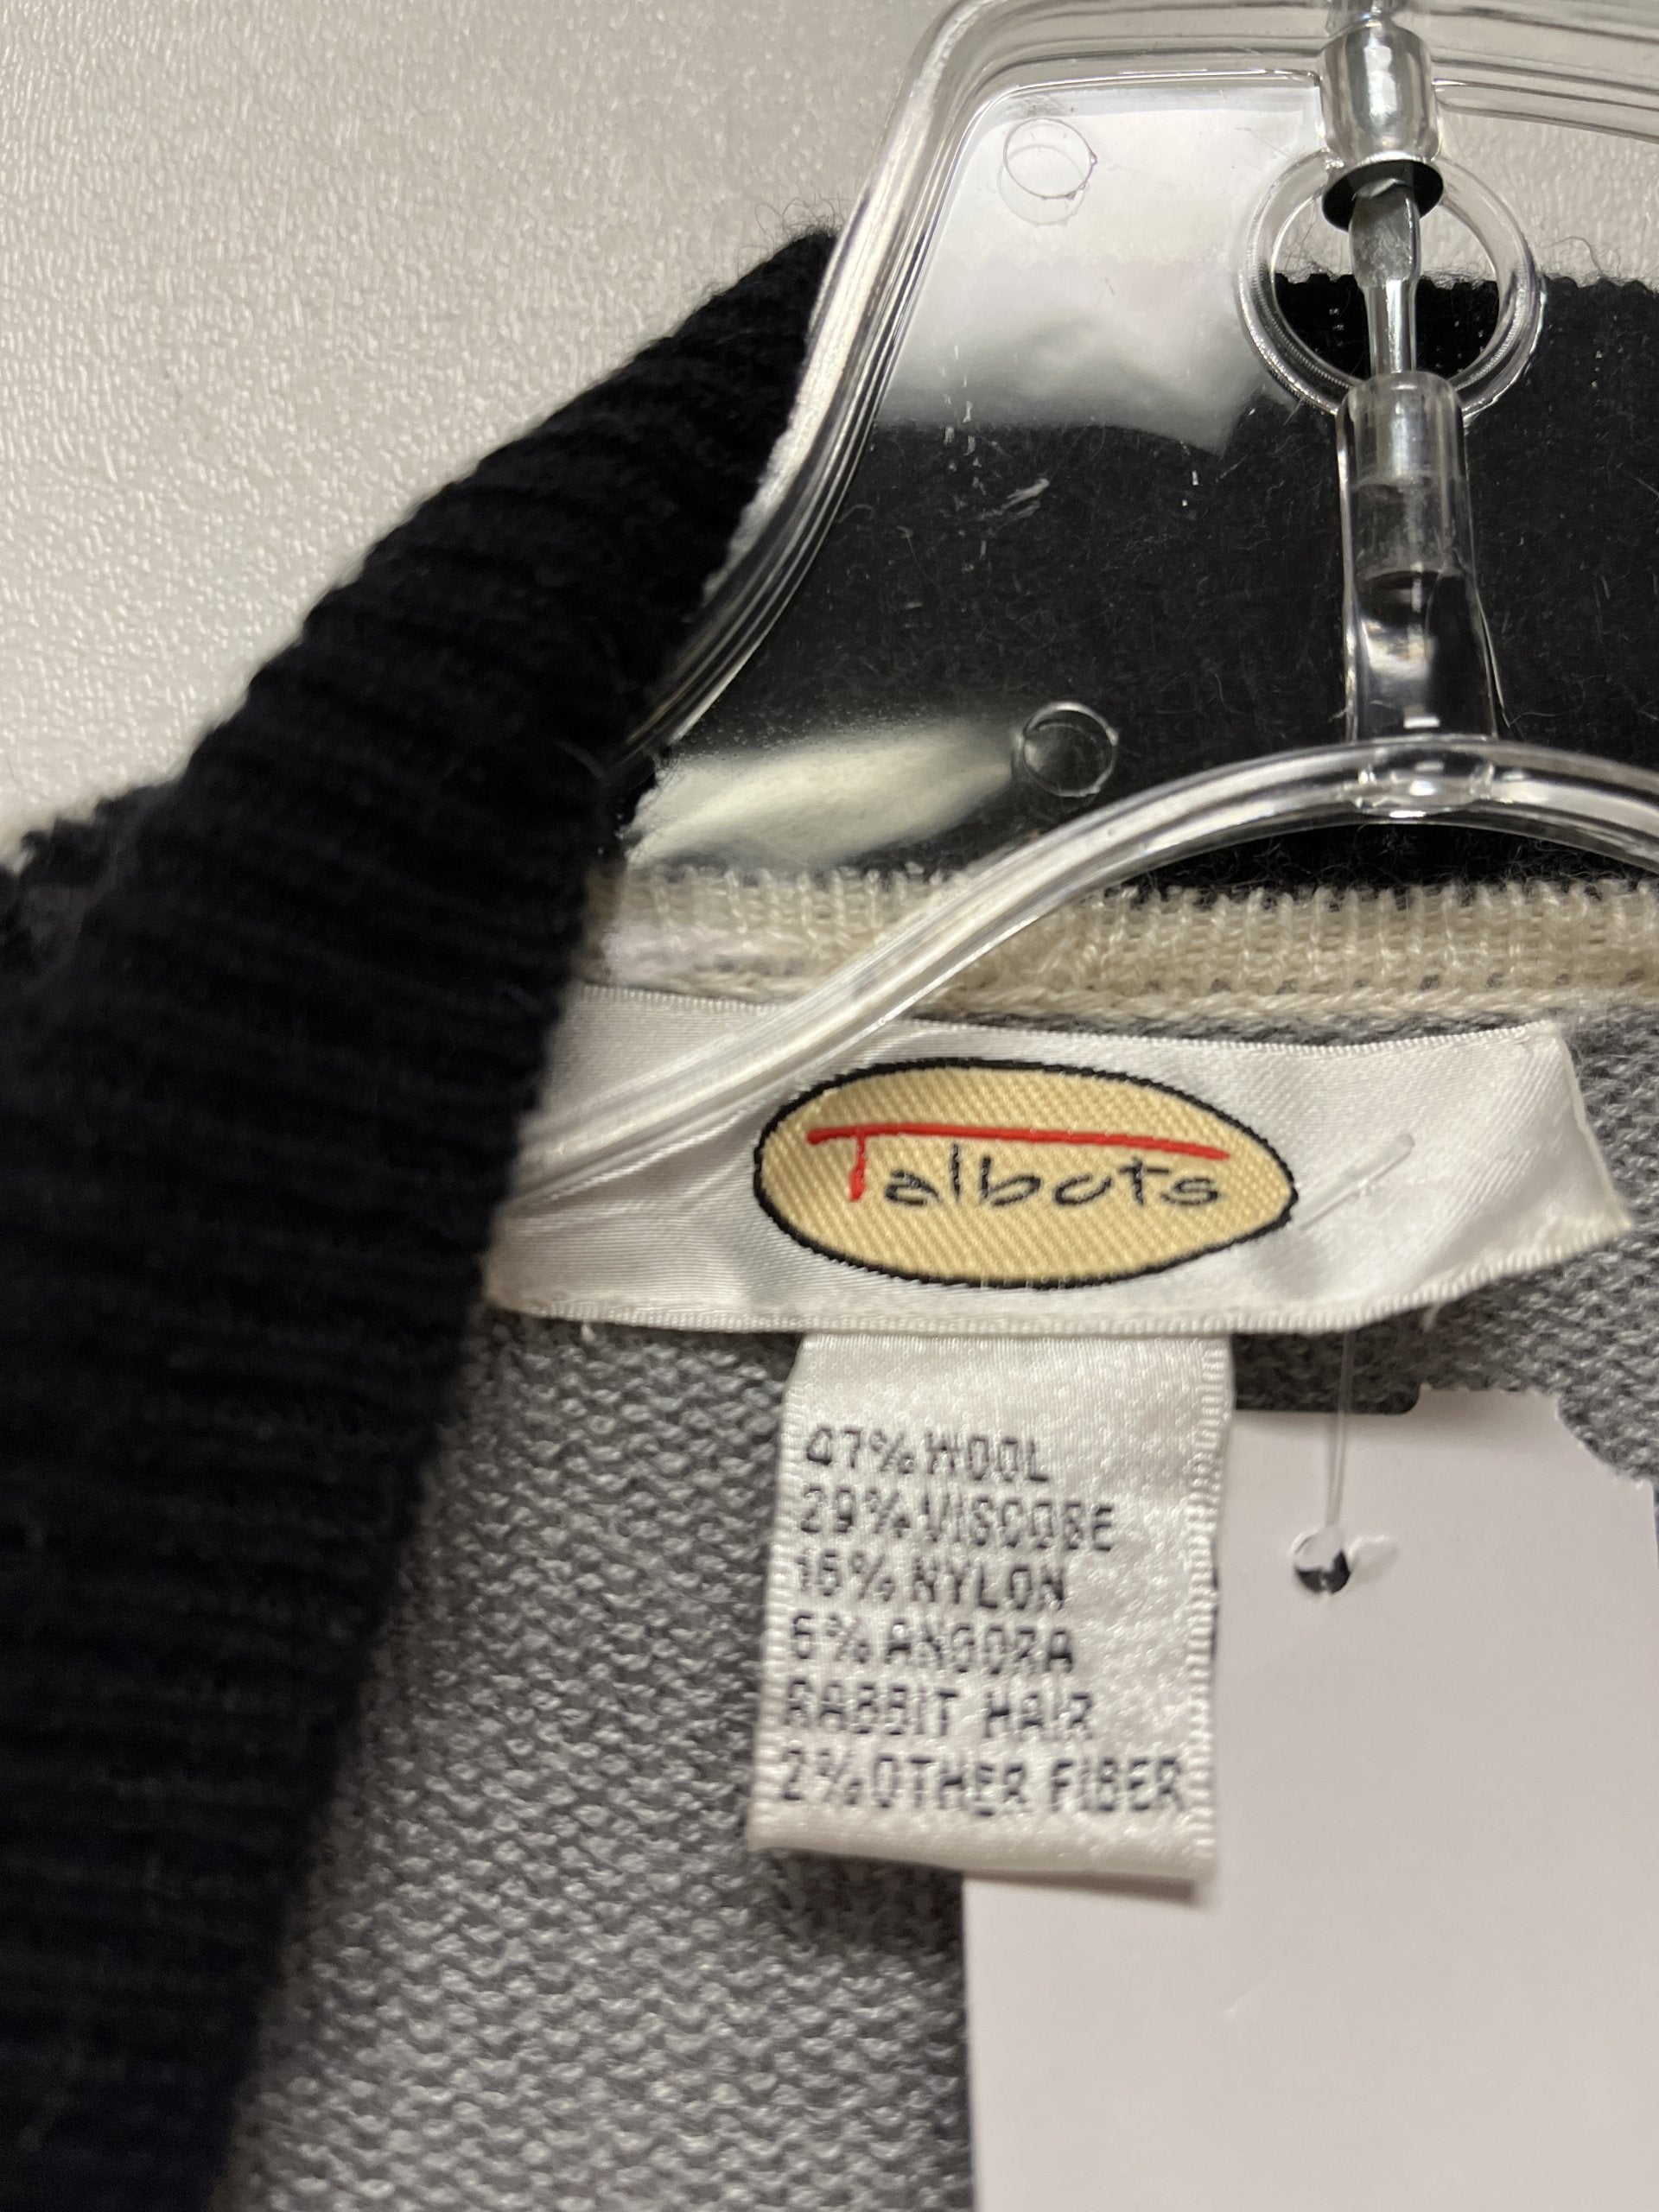 Talbots
47% WOOL
29% VISCOSE
16% NYLON
6% ANGORA
RABBIT HAIR
2% OTHER FIBER